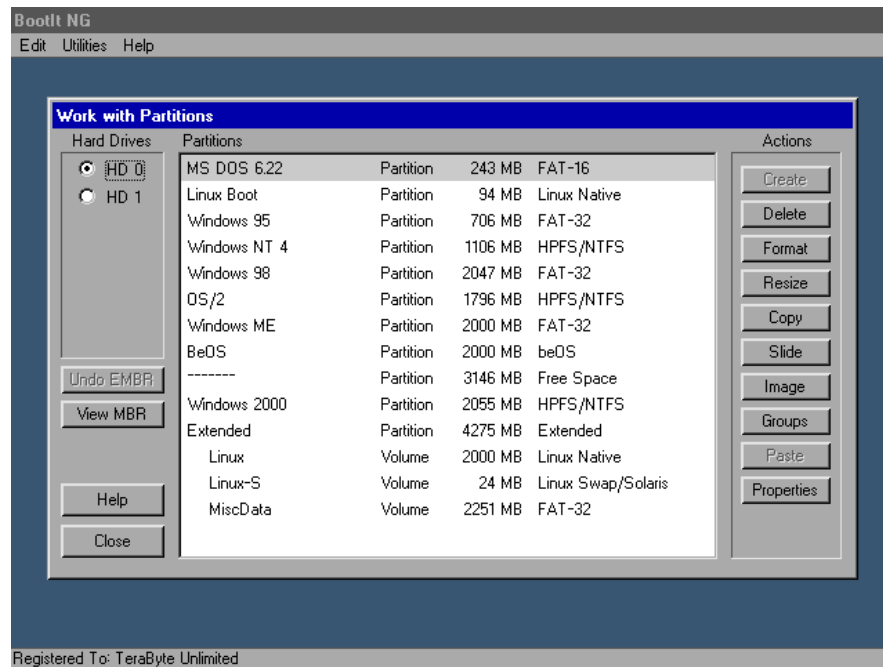 BootIt NG
Edit Utilities Help
Work with Partitions
Hard Drives Partitions Actions
HD 0
HD 1
MS DOS 6.22 Partition 243 MB FAT-16
Linux Boot Partition 94 MB Linux Native
Windows 95 Partition 706 MB FAT-32
Windows NT 4 Partition 1106 MB HPFS/NTFS
Windows 98 Partition 2047 MB FAT-32
OS/2 Partition 1796 MB HPFS/NTFS
Windows ME Partition 2000 MB FAT-32
BeOS Partition 2000 MB beOS
------- Partition 3146 MB Free Space
Windows 2000 Partition 2055 MB HPFS/NTFS
Extended Partition 4275 MB Extended
Linux Volume 2000 MB Linux Native
Linux-S Volume 24 MB Linux Swap/Solaris
MiscData Volume 2251 MB FAT-32
Create
Delete
Format
Resize
Copy
Slide
Image
Groups
Paste
Properties
Undo EMBR
View MBR
Help
Close
Registered To: TeraByte Unlimited